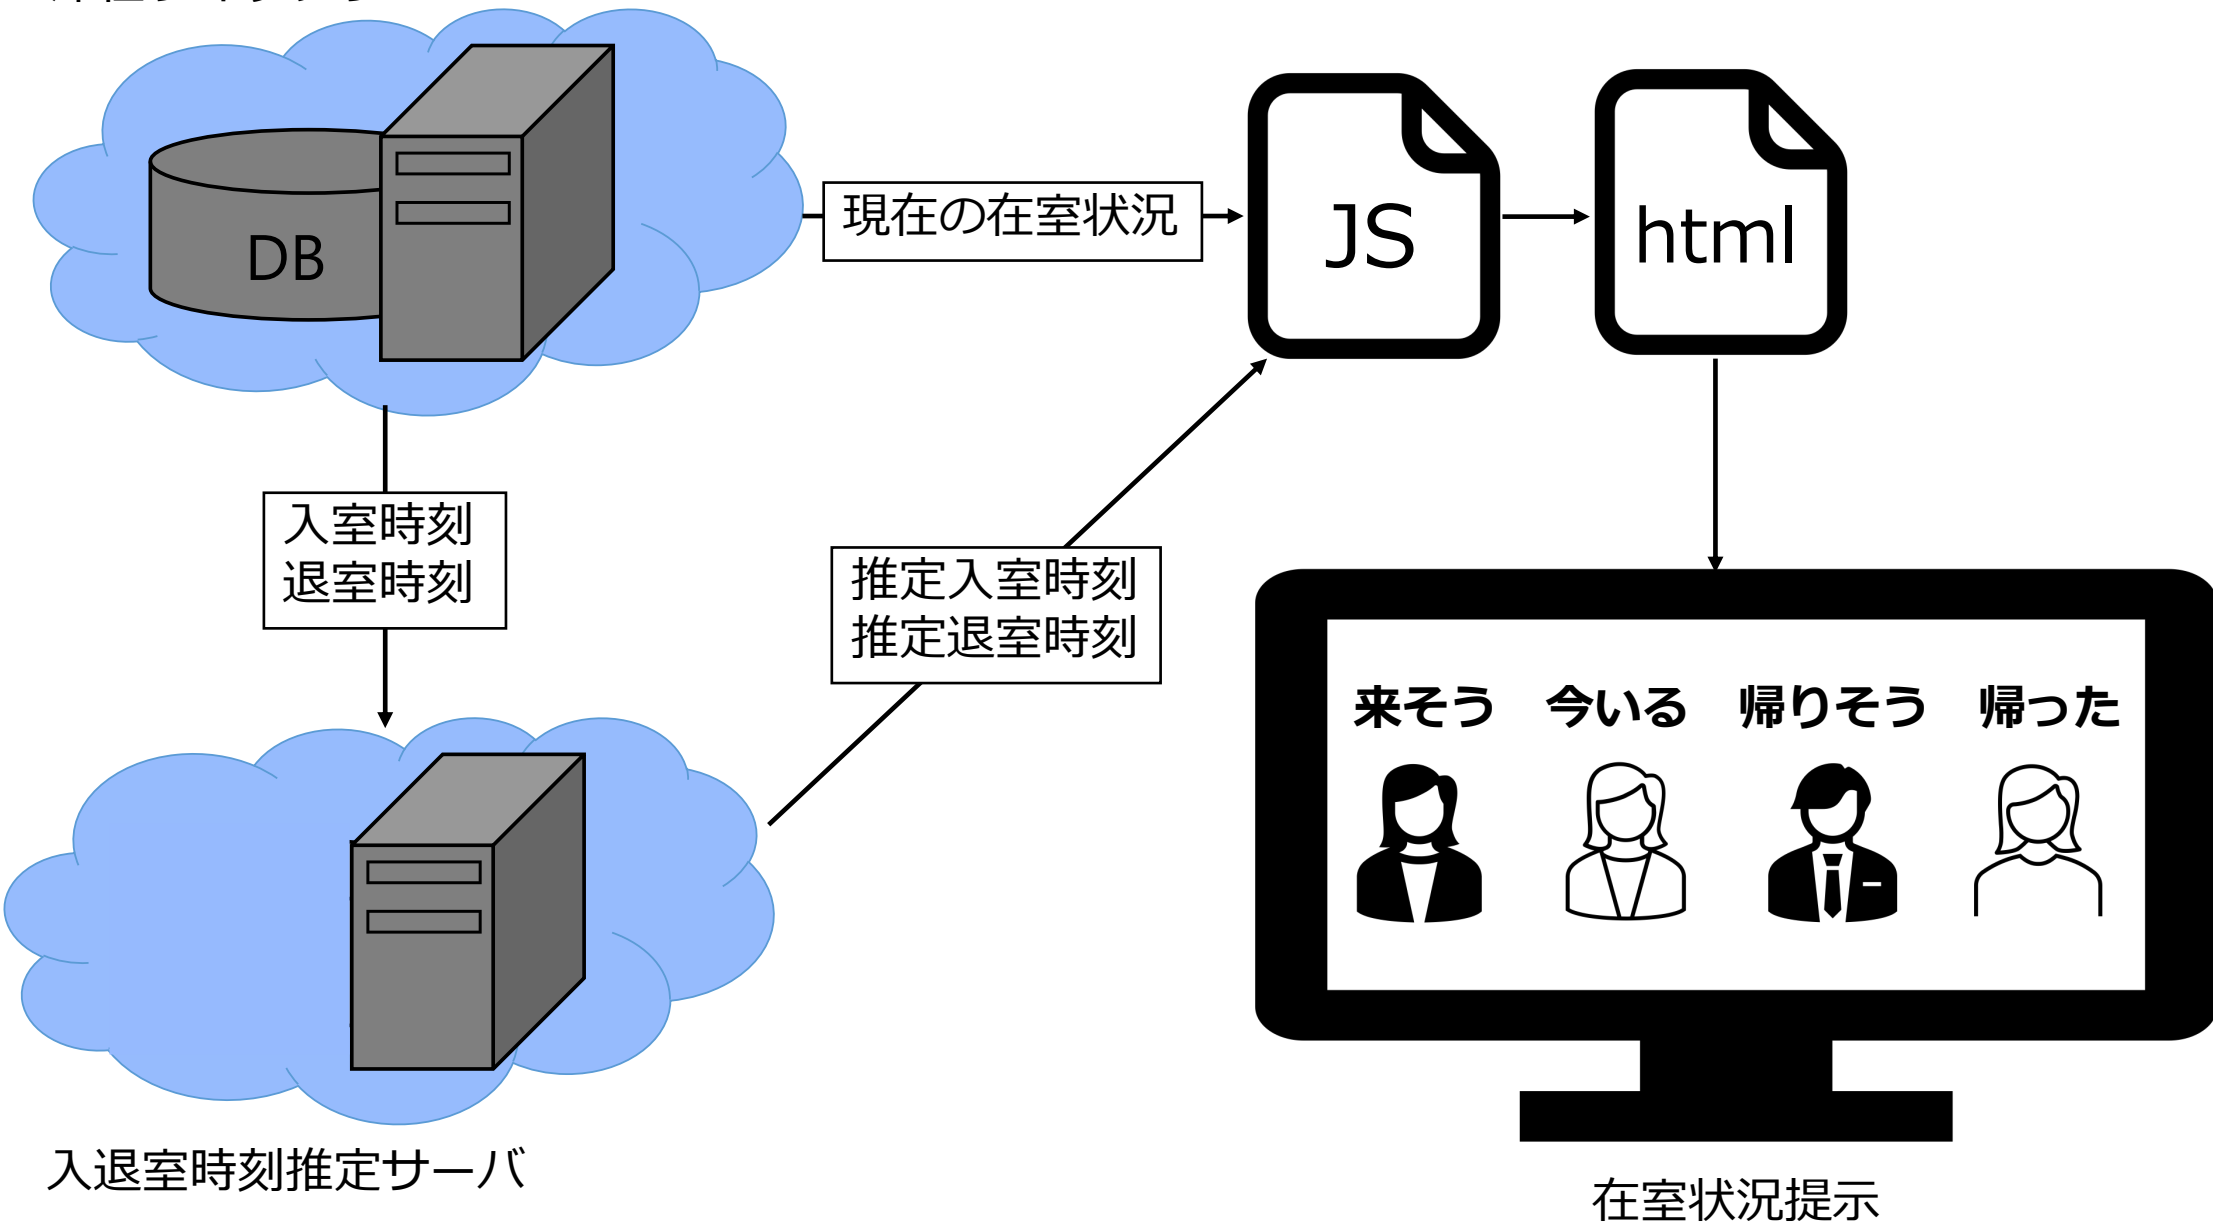 DB
現在の在室状況
JS
html
入室時刻
退室時刻
推定入室時刻
推定退室時刻
来そう 今いる 帰りそう 帰った
入退室時刻推定サーバ
在室状況提示